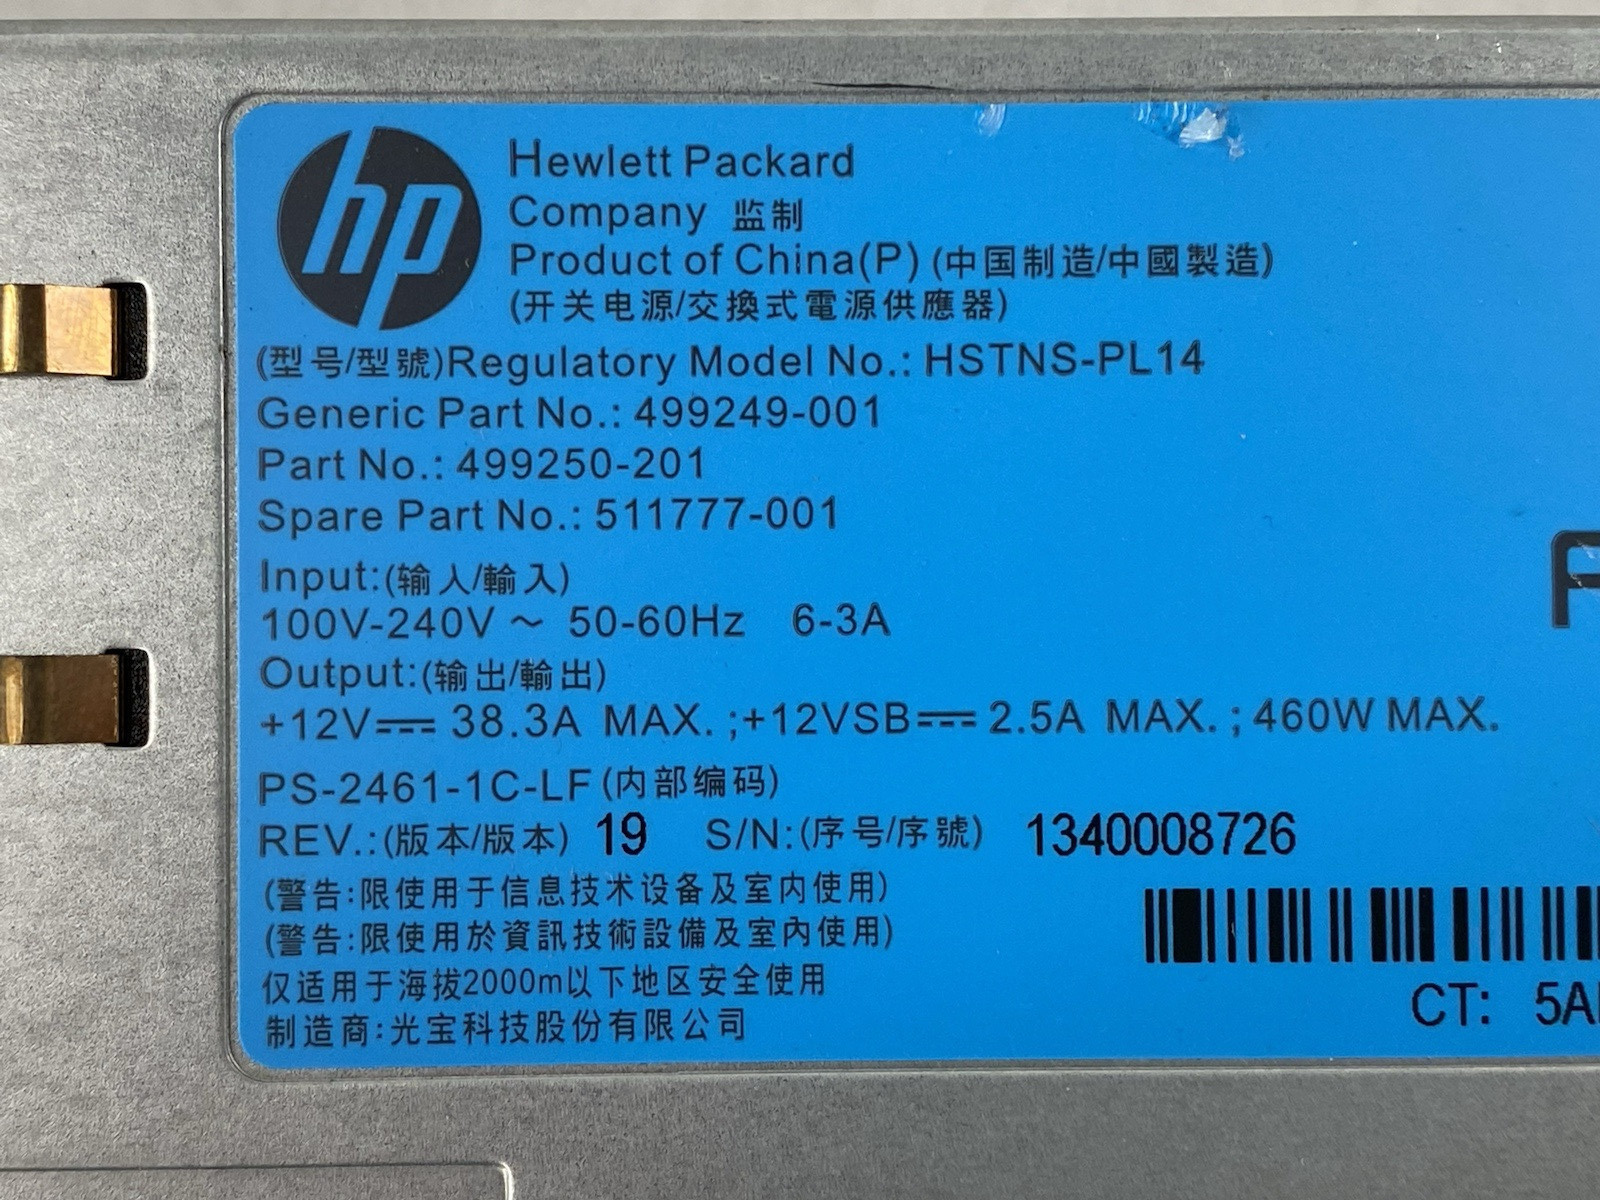 hp
Hewlett Packard
Company 监制
Product of China(P) (中国制造/中國製造)
(开关电源/交換式電源供應器)
(型号/型號)Regulatory Model No.: HSTNS-PL14
Generic Part No.: 499249-001
Part No.: 499250-201
Spare Part No.: 511777-001
Input:(输入/輸入)
100V-240V ～ 50-60Hz 6-3A
Output:(输出/輸出)
+12V⎓ 38.3A MAX. ;+12VSB⎓ 2.5A MAX. ; 460W MAX.
PS-2461-1C-LF (内部编码)
REV.:(版本/版本) 19 S/N:(序号/序號) 1340008726
(警告:限使用于信息技术设备及室内使用)
(警告:限使用於資訊技術設備及室內使用)
仅适用于海拔2000m以下地区安全使用
CT: 5A
制造商:光宝科技股份有限公司